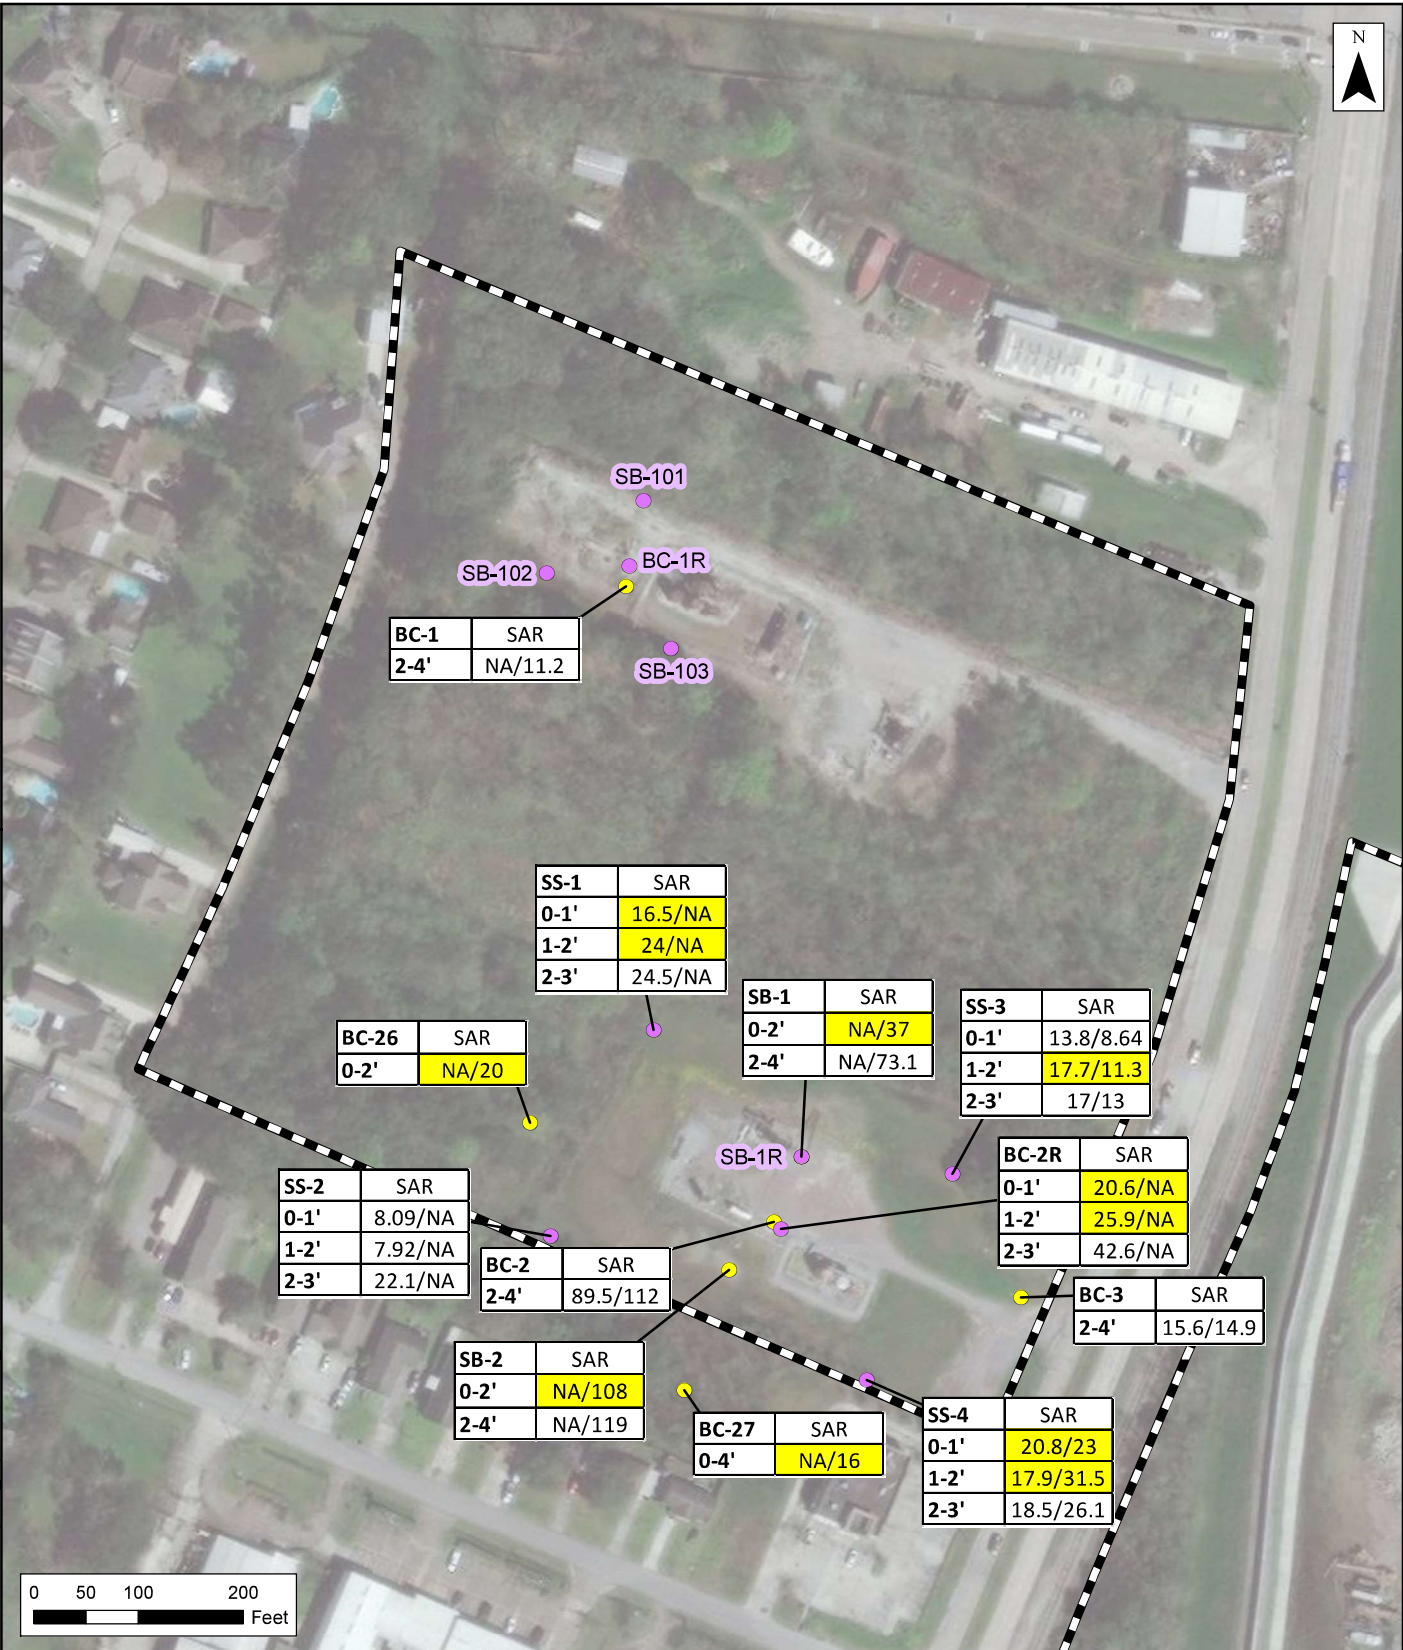 N
SB-101
BC-1R
SB-102
BC-1 SAR
2-4' NA/11.2
SB-103
SS-1 SAR
0-1' 16.5/NA
1-2' 24/NA
2-3' 24.5/NA
SB-1 SAR
0-2' NA/37
2-4' NA/73.1
SS-3 SAR
0-1' 13.8/8.64
1-2' 17.7/11.3
2-3' 17/13
BC-26 SAR
0-2' NA/20
SB-1R
BC-2R SAR
0-1' 20.6/NA
1-2' 25.9/NA
2-3' 42.6/NA
SS-2 SAR
0-1' 8.09/NA
1-2' 7.92/NA
2-3' 22.1/NA
BC-2 SAR
2-4' 89.5/112
BC-3 SAR
2-4' 15.6/14.9
SB-2 SAR
0-2' NA/108
2-4' NA/119
BC-27 SAR
0-4' NA/16
SS-4 SAR
0-1' 20.8/23
1-2' 17.9/31.5
2-3' 18.5/26.1
0 50 100 200
Feet